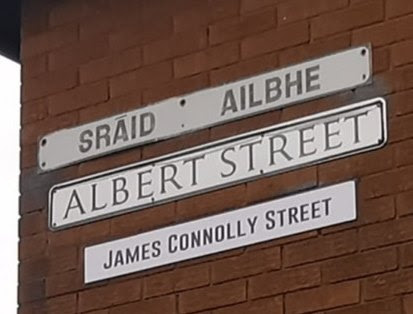 SRÁID AILBHE
ALBERT STREET
JAMES CONNOLLY STREET